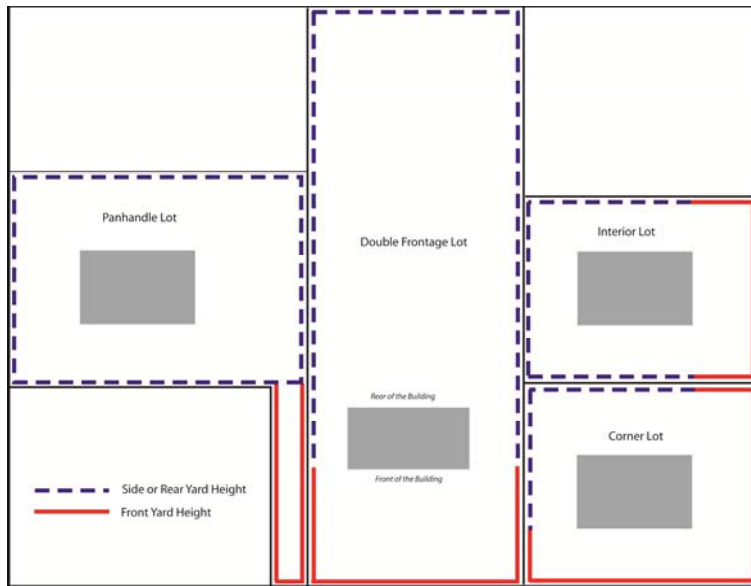 Panhandle Lot
Double Frontage Lot
Interior Lot
Rear of the Building
Front of the Building
Corner Lot
Side or Rear Yard Height
Front Yard Height